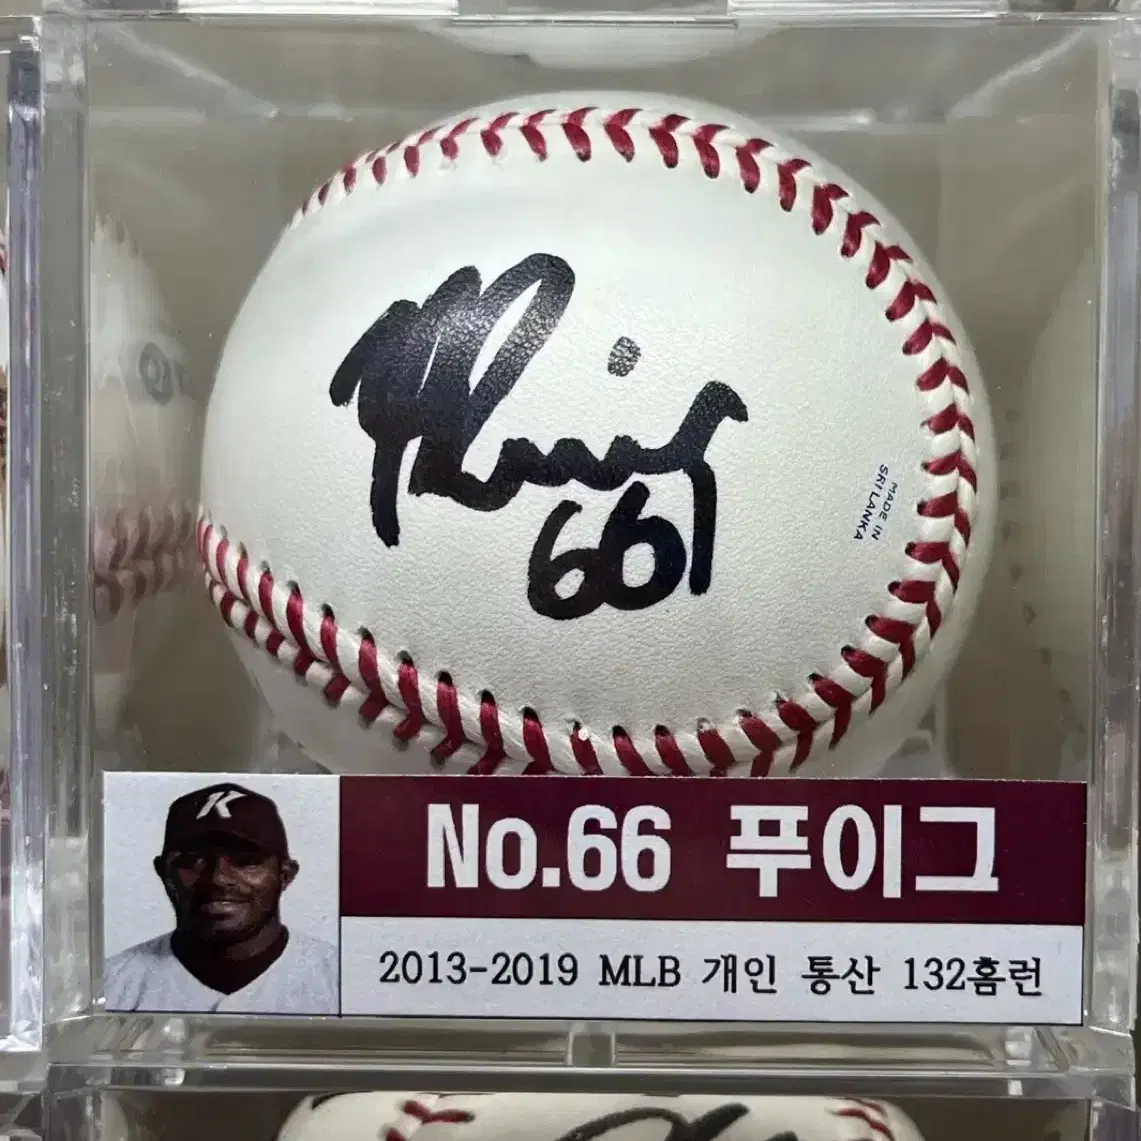 66
MADE IN
SRI LANKA
K
No.66 푸이그
2013-2019 MLB 개인 통산 132홈런